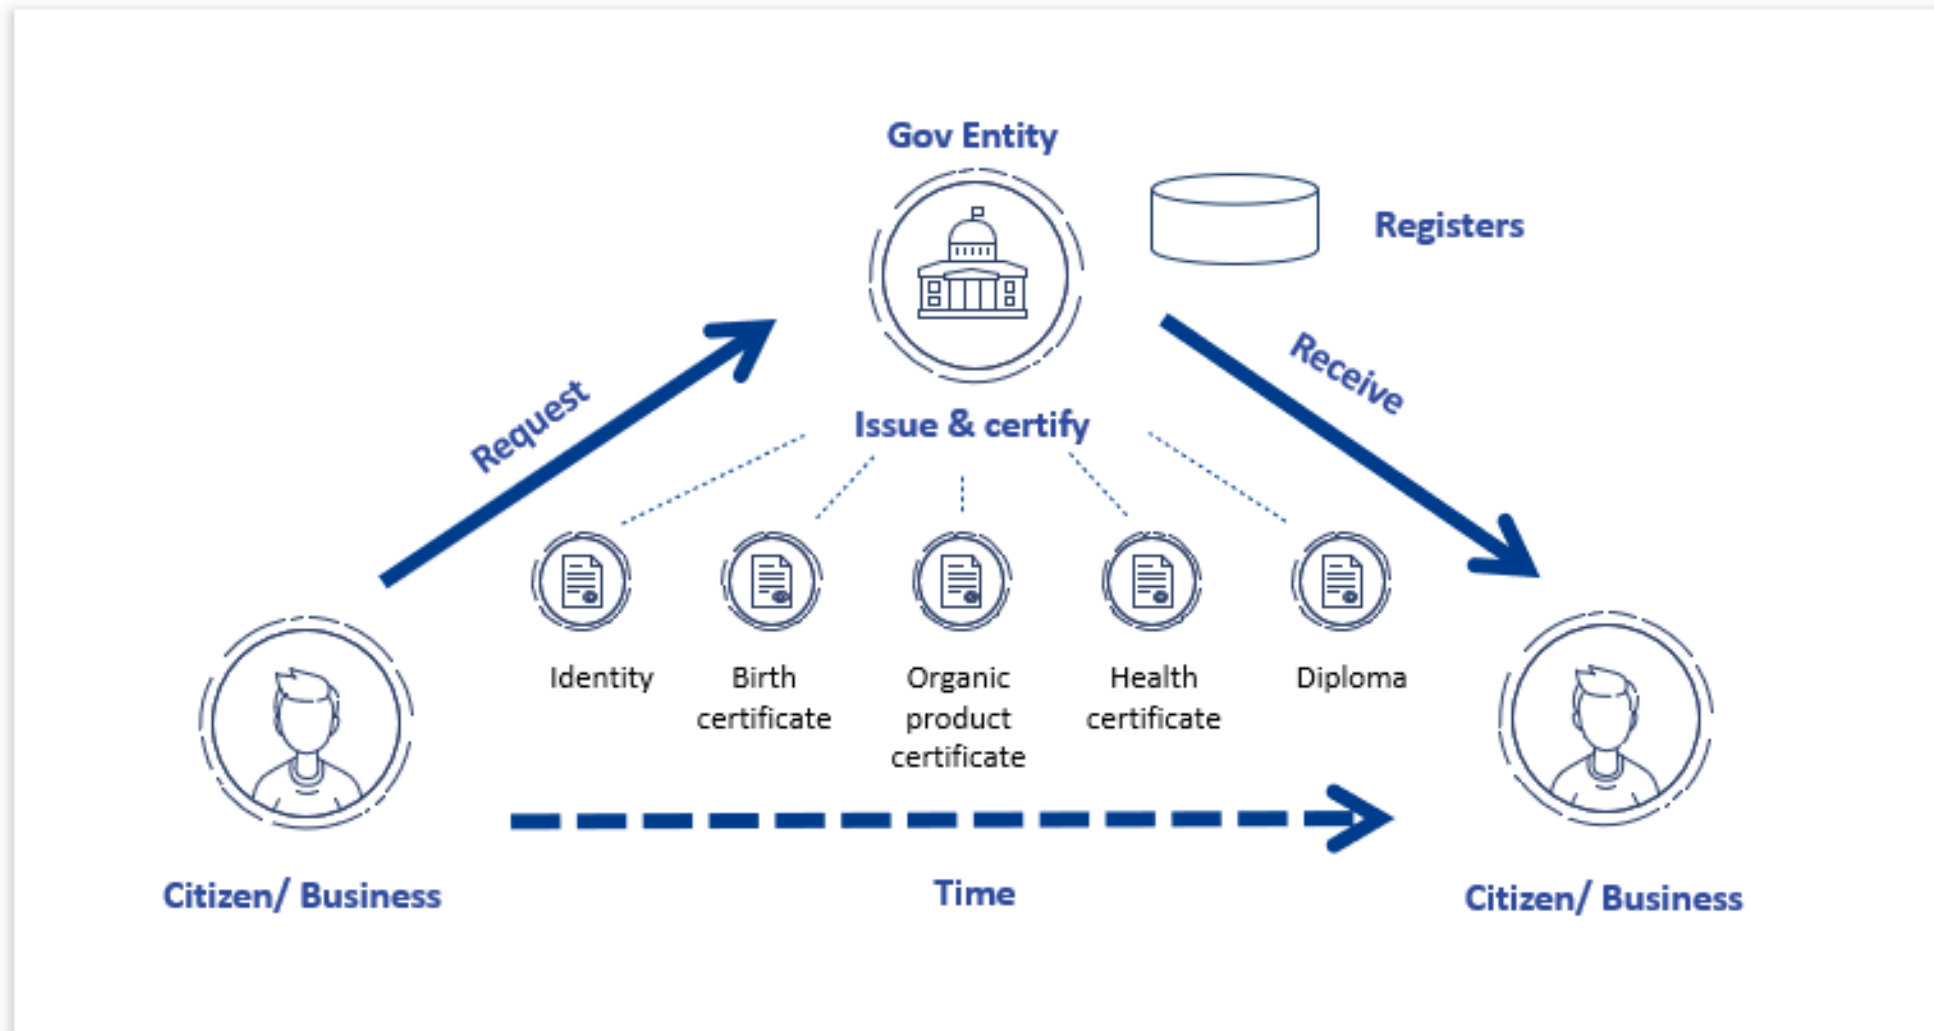 Gov Entity
Registers
Request
Receive
Issue & certify
Identity
Birth
certificate
Organic
product
certificate
Health
certificate
Diploma
Citizen/ Business
Time
Citizen/ Business